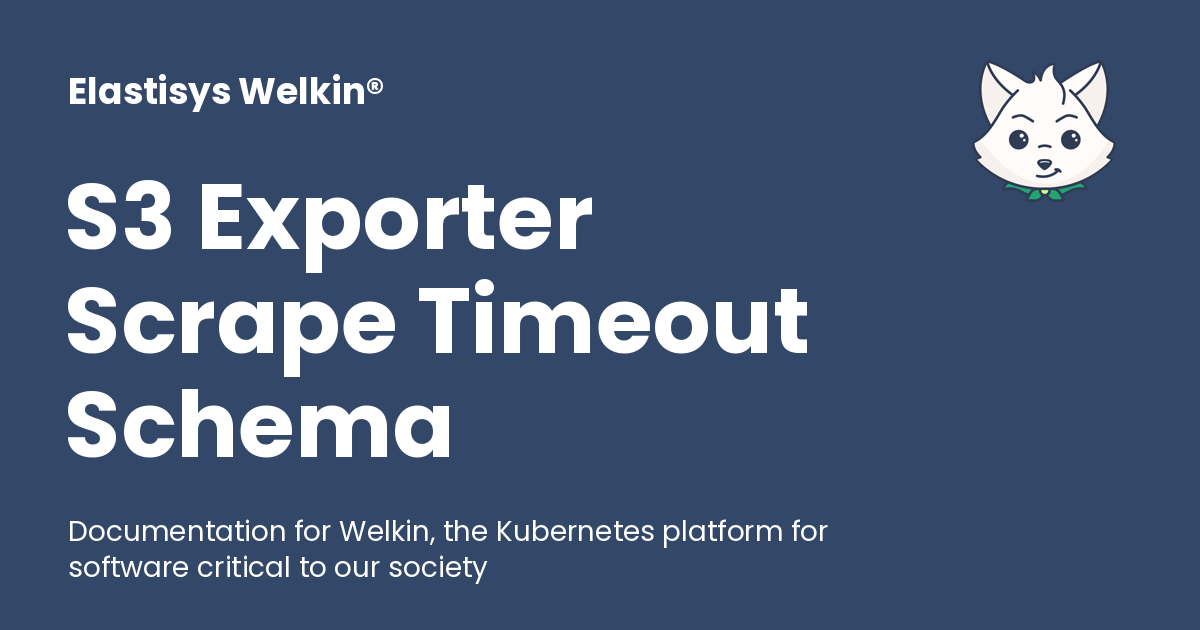 Elastisys Welkin®
S3 Exporter
Scrape Timeout
Schema
Documentation for Welkin, the Kubernetes platform for
software critical to our society